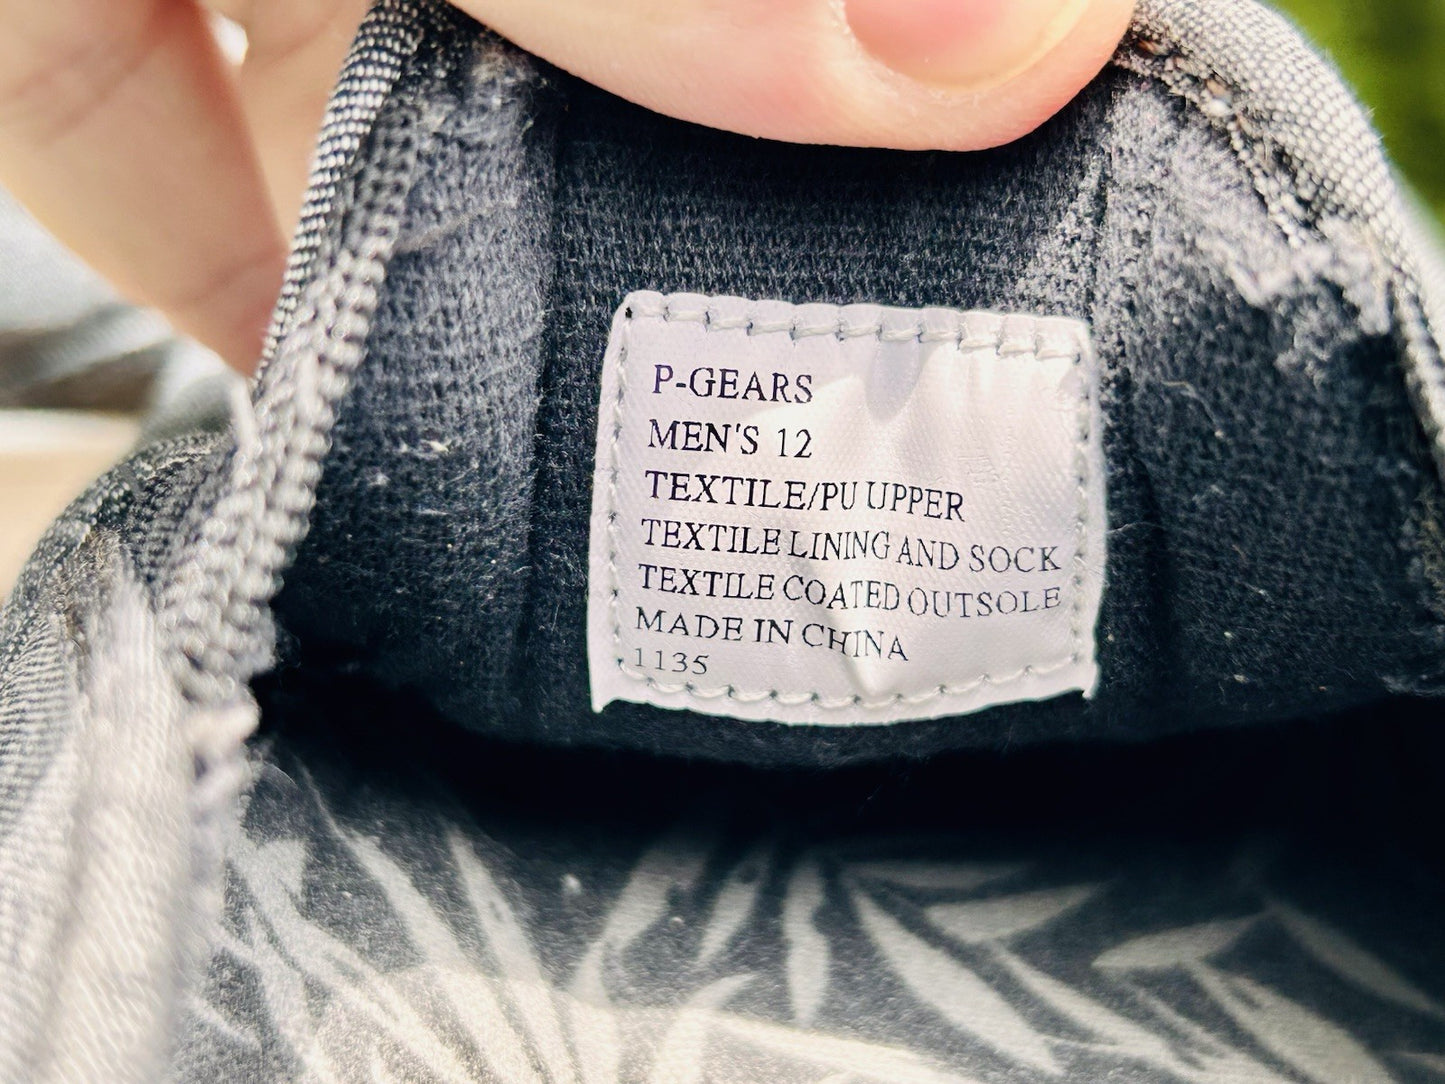 P-GEARS
MEN'S 12
TEXTILE/PU UPPER
TEXTILE LINING AND SOCK
TEXTILE COATED OUTSOLE
MADE IN CHINA
1135